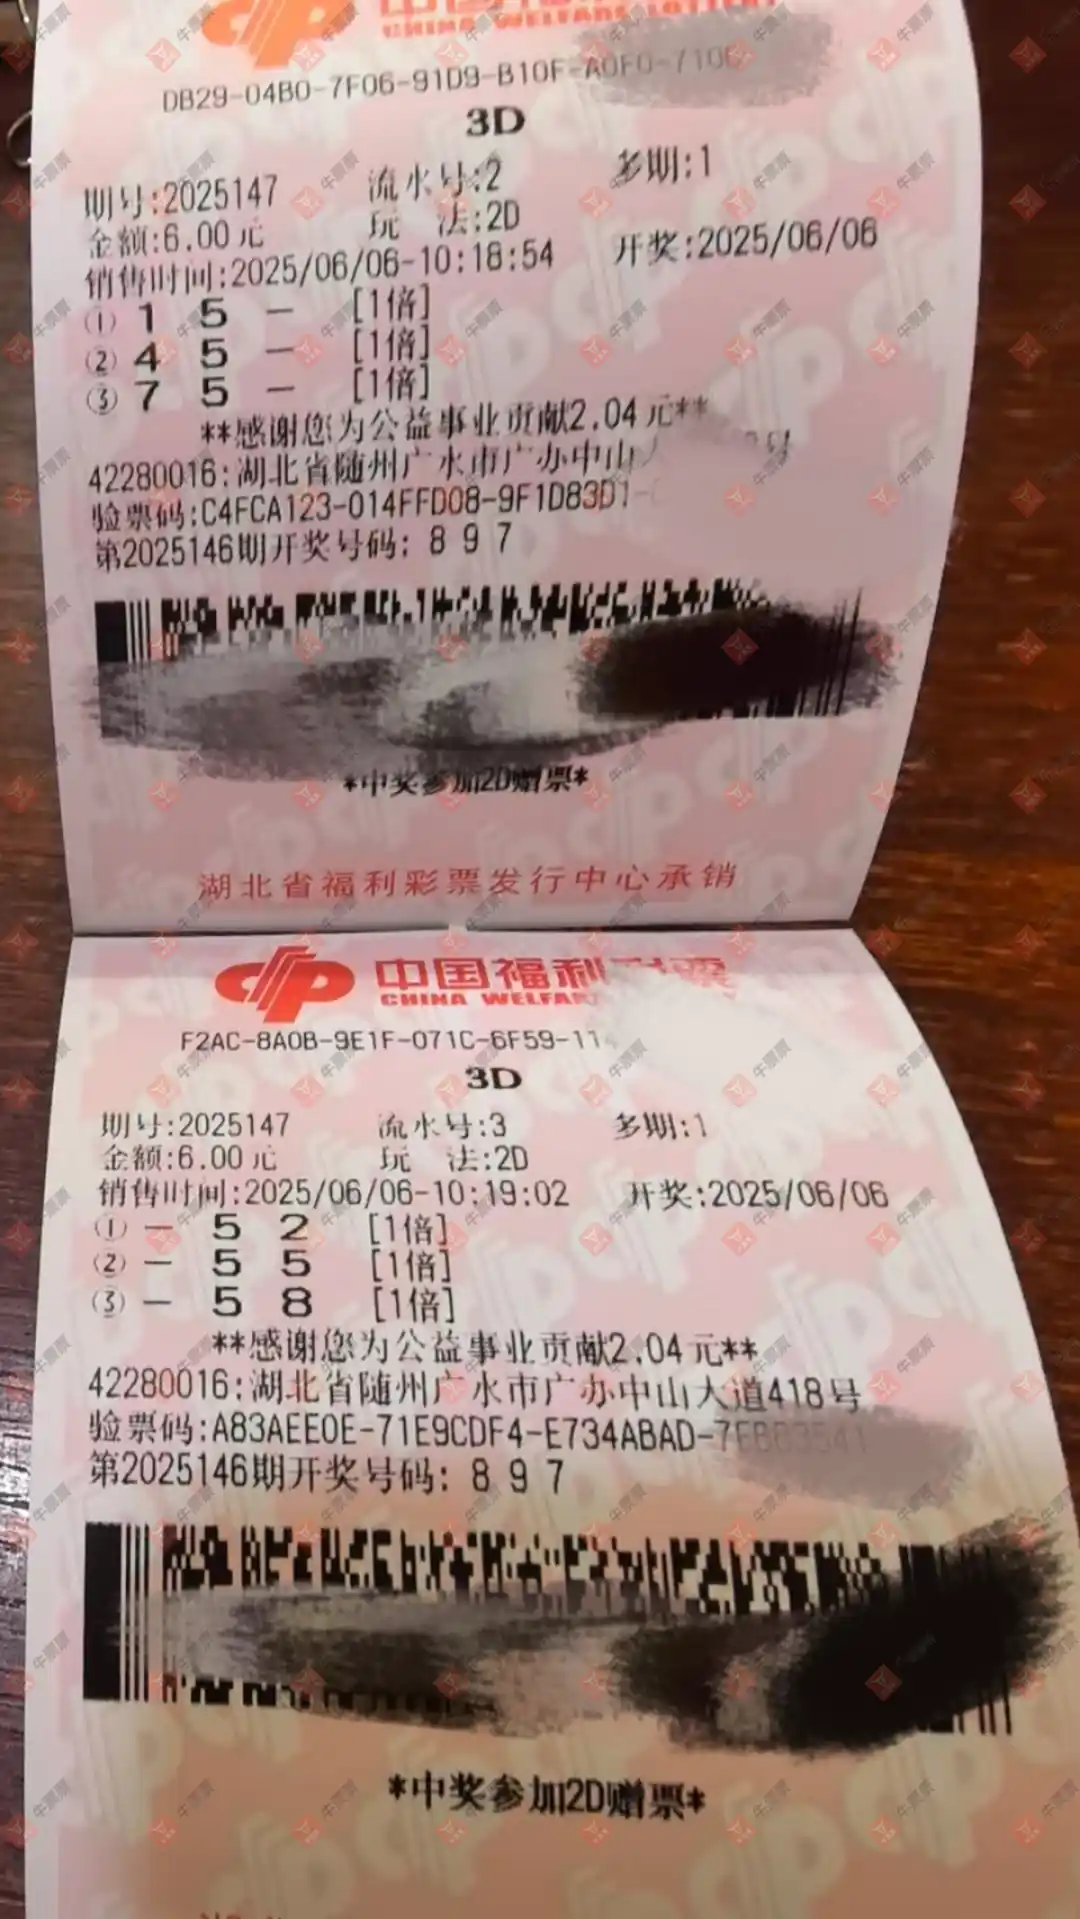 CHINA WELFARE LOTTERY
DB29-04B0-7F06-91D9-B10F-A0F0-710
3D
期号:2025147 流水号:2 多期:1
金额:6.00元 玩 法:2D 开奖:2025/06/06
销售时间:2025/06/06-10:18:54
① 1 5 - [1倍]
② 4 5 - [1倍]
③ 7 5 - [1倍]
**感谢您为公益事业贡献2.04元**
42280016:湖北省随州广水市广办中山 号
验票码:C4FCA123-014FFD08-9F1D83D1-
第2025146期开奖号码: 8 9 7
*中奖参加2D赠票*
湖北省福利彩票发行中心承销
中国福利彩票
CHINA WELFAR
F2AC-8A0B-9E1F-071C-6F59-11
3D
期号:2025147 流水号:3 多期:1
金额:6.00元 玩 法:2D
销售时间:2025/06/06-10:19:02 开奖:2025/06/06
① - 5 2 [1倍]
② - 5 5 [1倍]
③ - 5 8 [1倍]
**感谢您为公益事业贡献2.04元**
42280016:湖北省随州广水市广办中山大道418号
验票码:A83AEE0E-71E9CDF4-E734ABAD-7E
第2025146期开奖号码: 8 9 7
*中奖参加2D赠票*